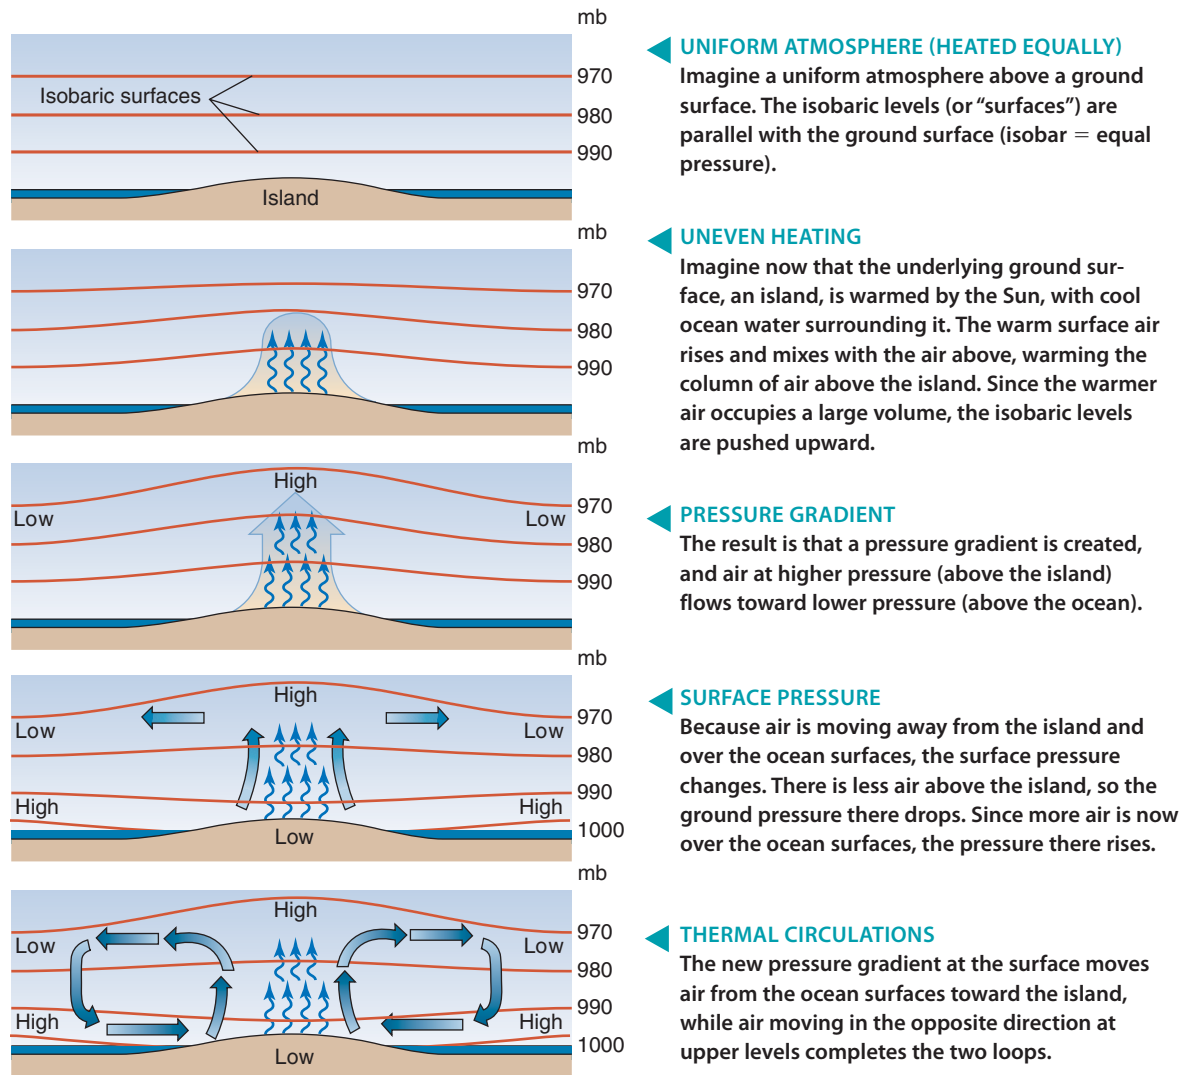 mb
970
Isobaric surfaces
980
990
Island
UNIFORM ATMOSPHERE (HEATED EQUALLY)
Imagine a uniform atmosphere above a ground
surface. The isobaric levels (or “surfaces”) are
parallel with the ground surface (isobar = equal
pressure).
mb
970
980
990
UNEVEN HEATING
Imagine now that the underlying ground sur-
face, an island, is warmed by the Sun, with cool
ocean water surrounding it. The warm surface air
rises and mixes with the air above, warming the
column of air above the island. Since the warmer
air occupies a large volume, the isobaric levels
are pushed upward.
mb
High
970
Low
Low
980
990
PRESSURE GRADIENT
The result is that a pressure gradient is created,
and air at higher pressure (above the island)
flows toward lower pressure (above the ocean).
mb
High
970
Low
Low
980
990
High
High
1000
Low
SURFACE PRESSURE
Because air is moving away from the island and
over the ocean surfaces, the surface pressure
changes. There is less air above the island, so the
ground pressure there drops. Since more air is now
over the ocean surfaces, the pressure there rises.
mb
High
970
Low
Low
980
990
High
High
1000
Low
THERMAL CIRCULATIONS
The new pressure gradient at the surface moves
air from the ocean surfaces toward the island,
while air moving in the opposite direction at
upper levels completes the two loops.